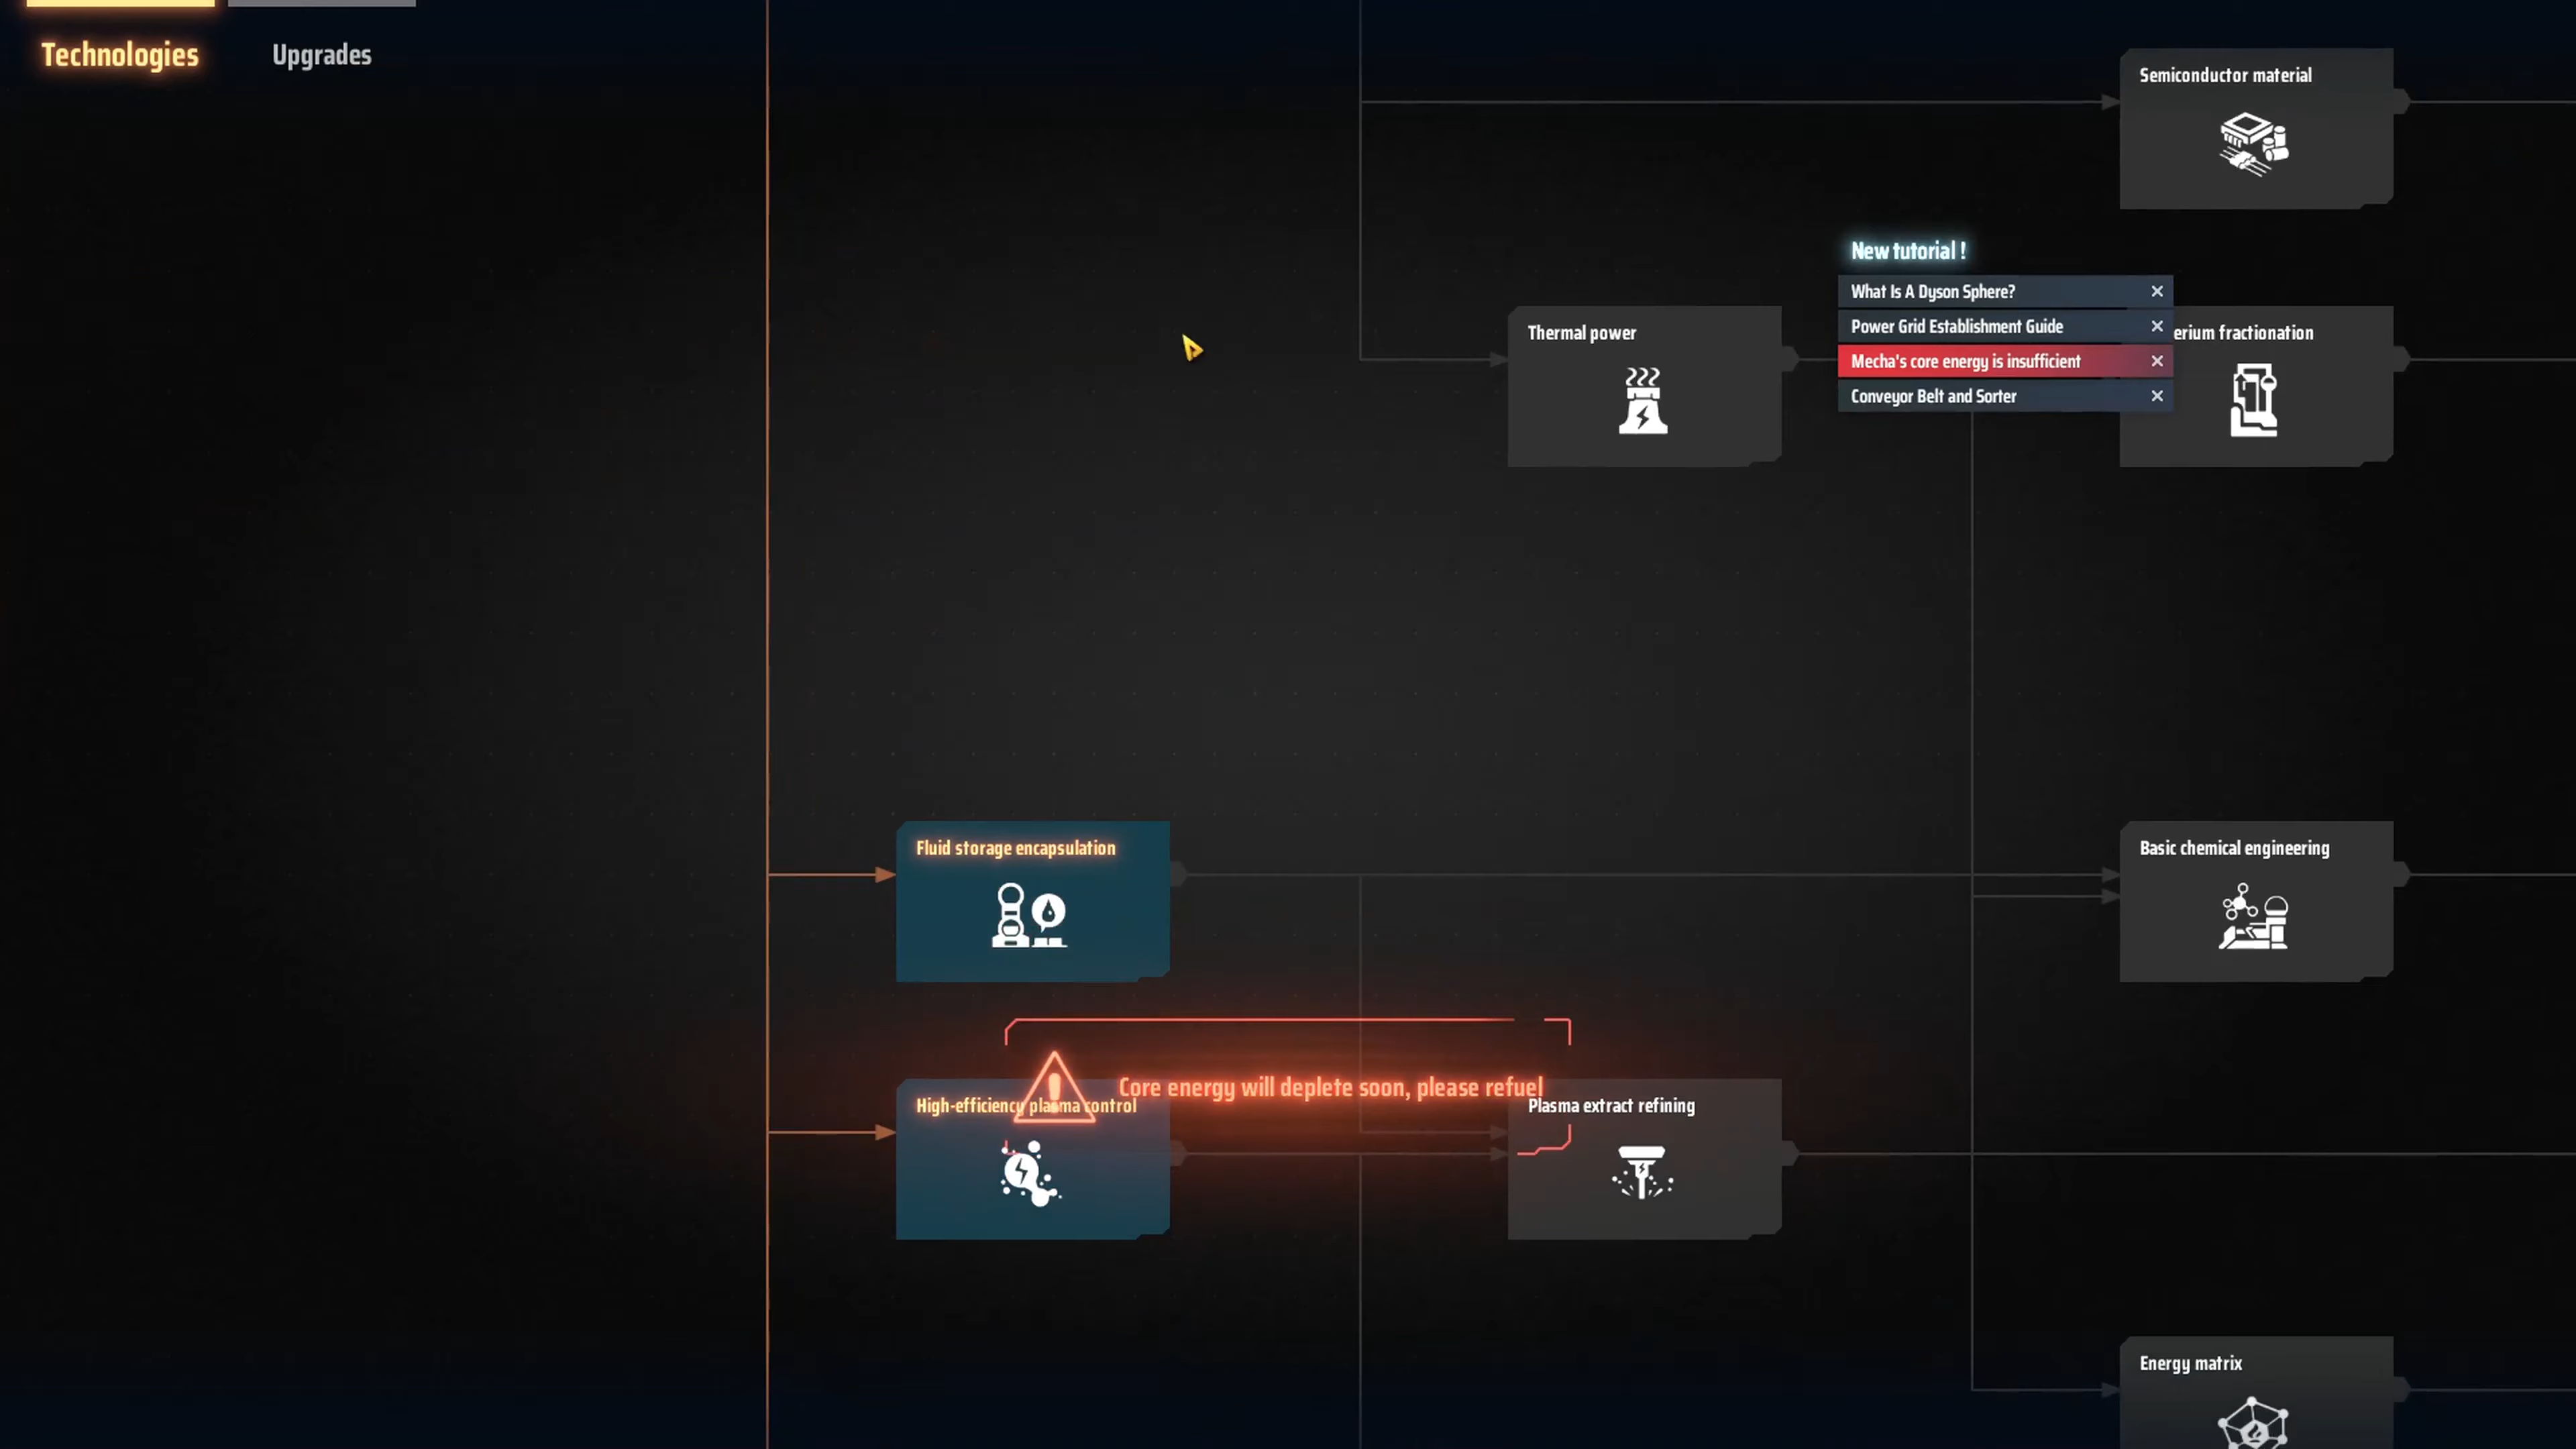 Technologies
Upgrades
Semiconductor material
New tutorial !
What Is A Dyson Sphere?
Power Grid Establishment Guide
Mecha's core energy is insufficient
Conveyor Belt and Sorter
Thermal power
erium fractionation
Fluid storage encapsulation
Basic chemical engineering
Core energy will deplete soon, please refuel
High-efficiency plasma control
Plasma extract refining
Energy matrix